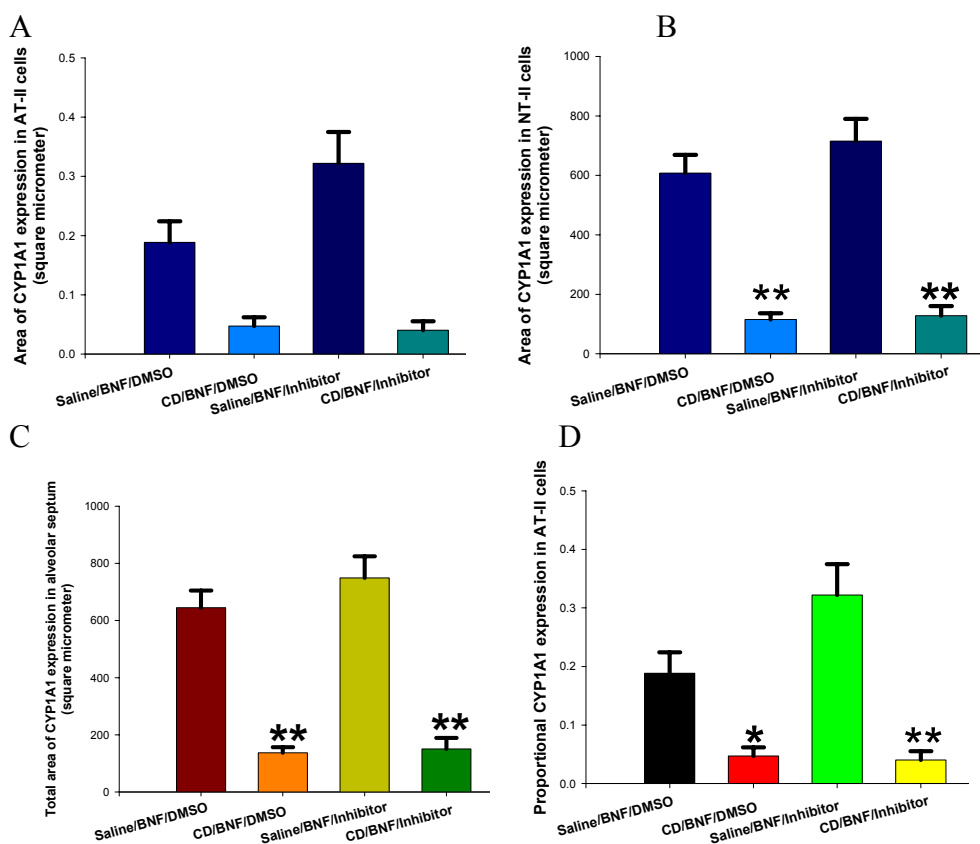 A
Area of CYP1A1 expression in AT-II cells
(square micrometer)
0.5
0.4
0.3
0.2
0.1
0.0
Saline/BNF/DMSO
CD/BNF/DMSO
Saline/BNF/Inhibitor
CD/BNF/Inhibitor
B
Area of CYP1A1 expression in NT-II cells
(square micrometer)
1000
800
600
400
200
0
**
**
Saline/BNF/DMSO
CD/BNF/DMSO
Saline/BNF/Inhibitor
CD/BNF/Inhibitor
C
Total area of CYP1A1 expression in alveolar septum
(square micrometer)
1000
800
600
400
200
0
**
**
Saline/BNF/DMSO
CD/BNF/DMSO
Saline/BNF/Inhibitor
CD/BNF/Inhibitor
D
Proportional CYP1A1 expression in AT-II cells
0.5
0.4
0.3
0.2
0.1
0.0
*
**
Saline/BNF/DMSO
CD/BNF/DMSO
Saline/BNF/Inhibitor
CD/BNF/Inhibitor